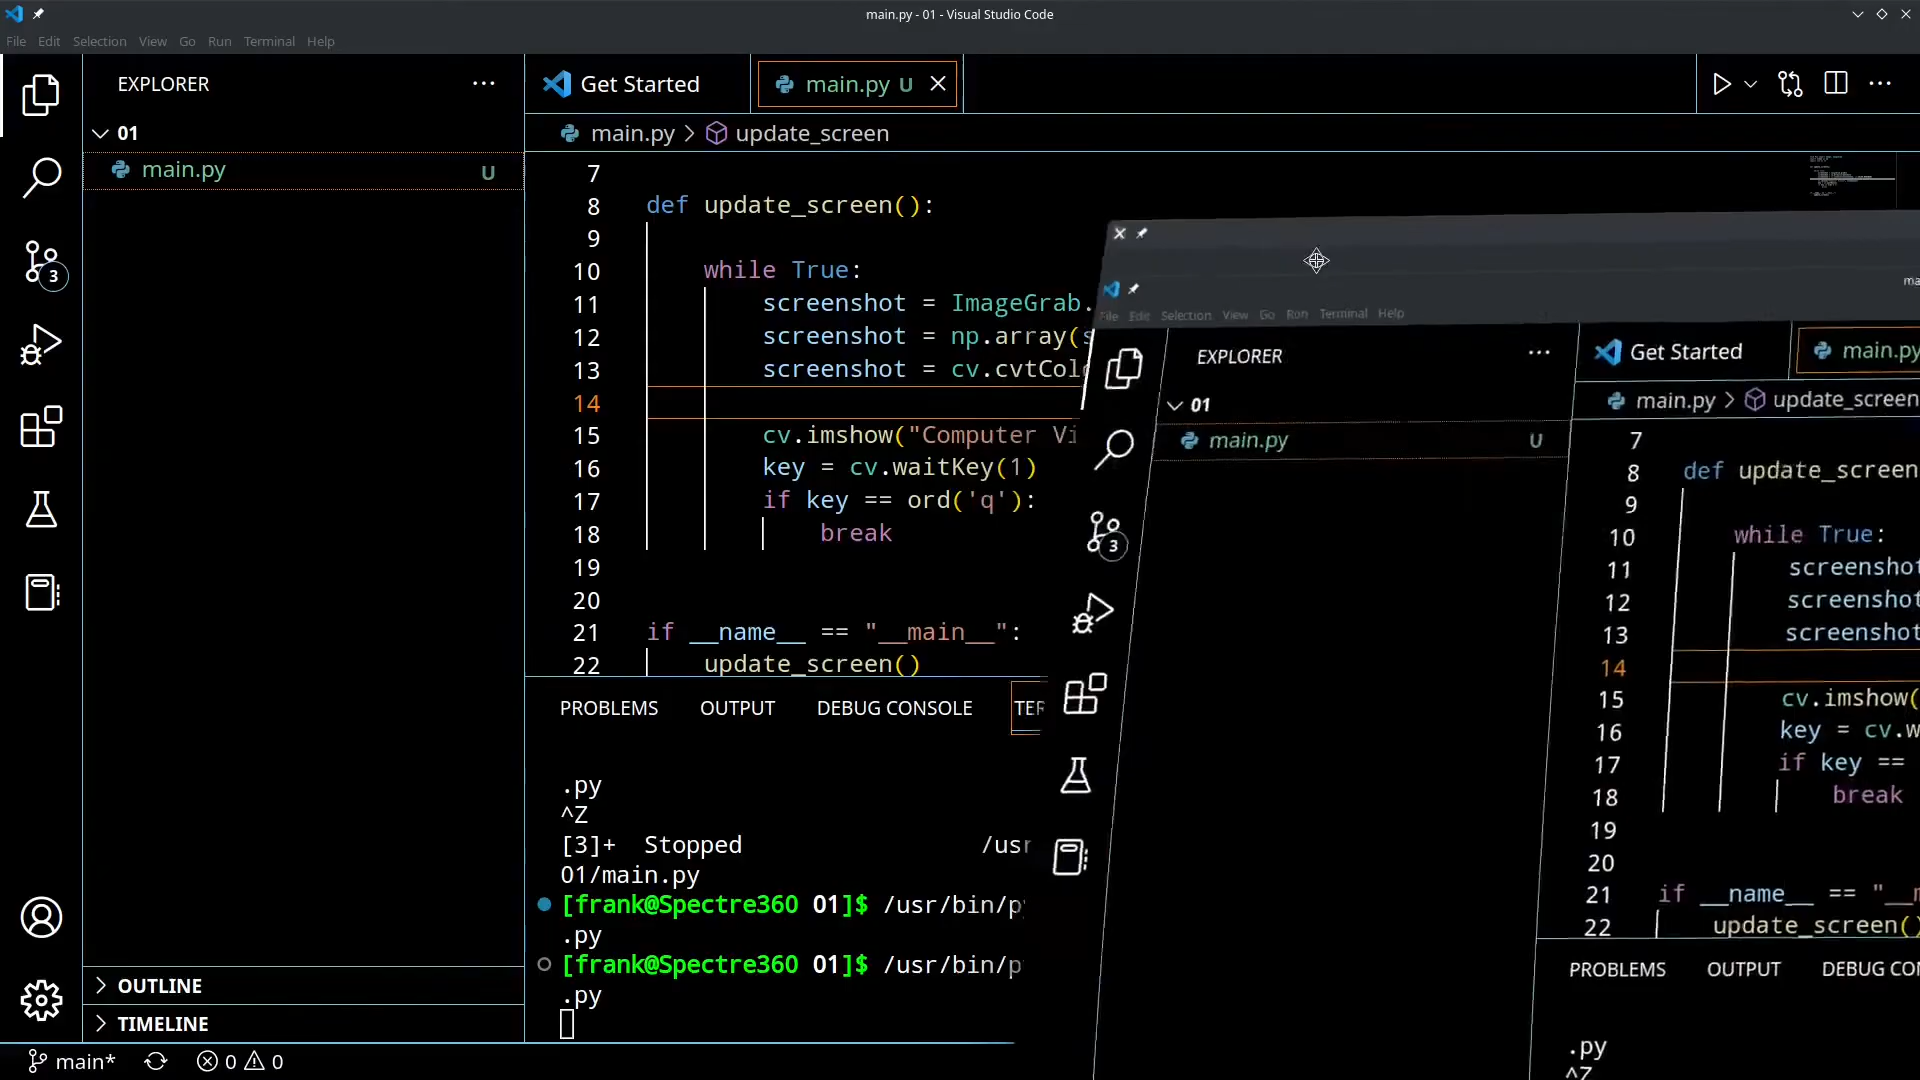 main.py - 01 - Visual Studio Code
File Edit Selection View Go Run Terminal Help
EXPLORER
01
main.py U
OUTLINE
TIMELINE
Get Started
main.py U
main.py > update_screen
7
8 def update_screen():
9
10 while True:
11 screenshot = ImageGrab.
12 screenshot = np.array(s
13 screenshot = cv.cvtColo
14
15 cv.imshow("Computer Vi
16 key = cv.waitKey(1)
17 if key == ord('q'):
18 break
19
20
21 if __name__ == "__main__":
22 update_screen()
PROBLEMS OUTPUT DEBUG CONSOLE TER
.py
^Z
[3]+ Stopped /usr
01/main.py
[frank@Spectre360 01]$ /usr/bin/py
.py
[frank@Spectre360 01]$ /usr/bin/p
.py
main* 0 0
3
ma
File Edit Selection View Go Run Terminal Help
EXPLORER
01
main.py U
3
Get Started
main.py
main.py > update_screen
7
8 def update_screen
9
10 while True:
11 screenshot
12 screenshot
13 screenshot
14
15 cv.imshow(
16 key = cv.w
17 if key ==
18 break
19
20
21 if __name__ == "__m
22 update_screen()
PROBLEMS OUTPUT DEBUG CON
.py
^Z